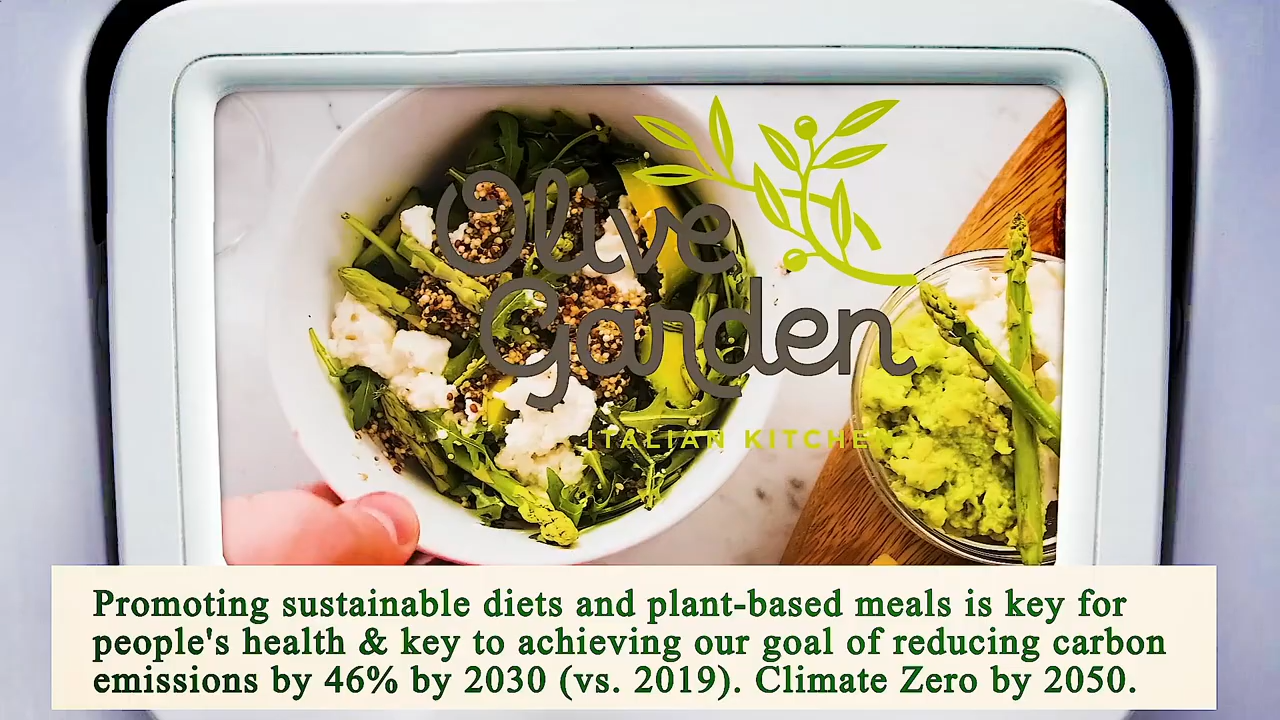 Olive
Garden
ITALIAN KITCHEN
Promoting sustainable diets and plant-based meals is key for
people's health & key to achieving our goal of reducing carbon
emissions by 46% by 2030 (vs. 2019). Climate Zero by 2050.